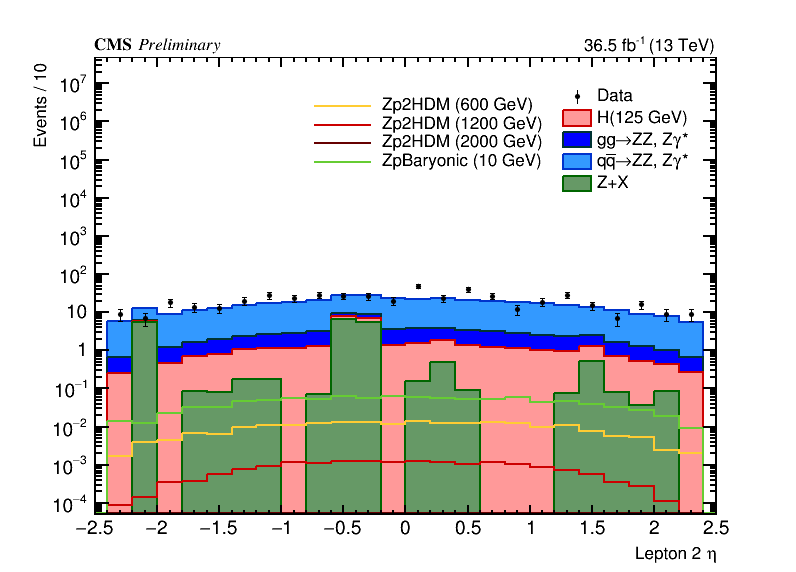 CMS Preliminary 36.5 fb⁻¹ (13 TeV)
Events / 10
Zp2HDM (600 GeV)
Zp2HDM (1200 GeV)
Zp2HDM (2000 GeV)
ZpBaryonic (10 GeV)
Data
H(125 GeV)
gg→ZZ, Zγ*
qq̅→ZZ, Zγ*
Z+X
10⁷
10⁶
10⁵
10⁴
10³
10²
10
1
10⁻¹
10⁻²
10⁻³
10⁻⁴
−2.5 −2 −1.5 −1 −0.5 0 0.5 1 1.5 2 2.5
Lepton 2 η